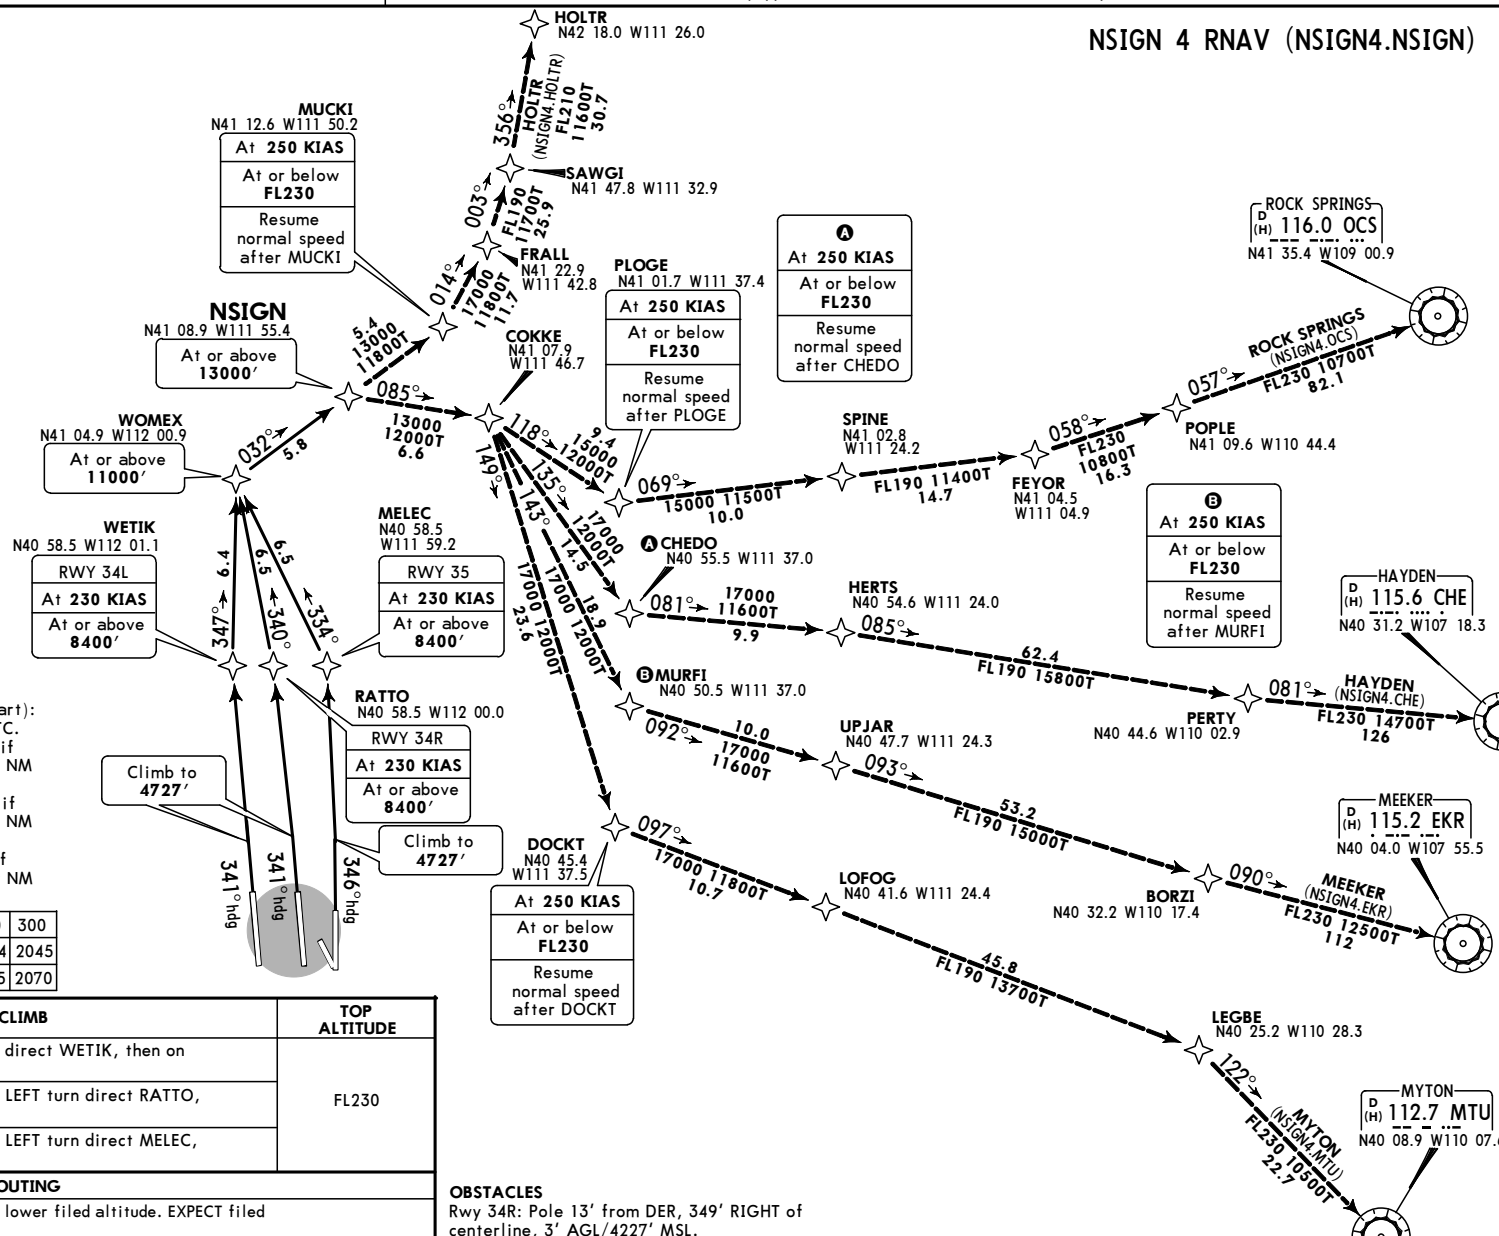 NSIGN 4 RNAV (NSIGN4.NSIGN)
HOLTR
N42 18.0 W111 26.0
356°
HOLTR
(NSIGN4.HOLTR)
FL210
11600T
30.7
SAWGI
N41 47.8 W111 32.9
003°
FL190
11700T
25.9
FRALL
N41 22.9
W111 42.8
014°
17000
11800T
11.7
MUCKI
N41 12.6 W111 50.2
At 250 KIAS
At or below
FL230
Resume
normal speed
after MUCKI
NSIGN
N41 08.9 W111 55.4
At or above
13000'
5.4
13000
11800T
085°
13000
12000T
6.6
COKKE
N41 07.9
W111 46.7
PLOGE
N41 01.7 W111 37.4
At 250 KIAS
At or below
FL230
Resume
normal speed
after PLOGE
A
At 250 KIAS
At or below
FL230
Resume
normal speed
after CHEDO
ROCK SPRINGS
D
(H) 116.0 OCS
N41 35.4 W109 00.9
ROCK SPRINGS
(NSIGN4.OCS)
057°
FL230 10700T
82.1
POPLE
N41 09.6 W110 44.4
058°
FL230
10800T
16.3
FEYOR
N41 04.5
W111 04.9
SPINE
N41 02.8
W111 24.2
FL190 11400T
14.7
069°
15000 11500T
10.0
118°
9.4
15000
12000T
135°
17000
12000T
14.5
143°
18.9
17000 12000T
149°
17000 12000T
23.6
WOMEX
N41 04.9 W112 00.9
At or above
11000'
032°
5.8
WETIK
N40 58.5 W112 01.1
RWY 34L
At 230 KIAS
At or above
8400'
347°
6.4
340°
6.5
334°
6.5
MELEC
N40 58.5
W111 59.2
RWY 35
At 230 KIAS
At or above
8400'
RATTO
N40 58.5 W112 00.0
RWY 34R
At 230 KIAS
At or above
8400'
Climb to
4727'
Climb to
4727'
341° hdg
341° hdg
346° hdg
A CHEDO
N40 55.5 W111 37.0
081°
17000
11600T
9.9
HERTS
N40 54.6 W111 24.0
085°
62.4
FL190 15800T
B
At 250 KIAS
At or below
FL230
Resume
normal speed
after MURFI
HAYDEN
D
(H) 115.6 CHE
N40 31.2 W107 18.3
PERTY
N40 44.6 W110 02.9
081°
HAYDEN
(NSIGN4.CHE)
FL230 14700T
126
B MURFI
N40 50.5 W111 37.0
092°
10.0
17000
11600T
UPJAR
N40 47.7 W111 24.3
093°
53.2
FL190 15000T
BORZI
N40 32.2 W110 17.4
090°
MEEKER
(NSIGN4.EKR)
FL230 12500T
112
MEEKER
D
(H) 115.2 EKR
N40 04.0 W107 55.5
DOCKT
N40 45.4
W111 37.5
At 250 KIAS
At or below
FL230
Resume
normal speed
after DOCKT
097°
17000 11800T
10.7
LOFOG
N40 41.6 W111 24.4
45.8
FL190 13700T
LEGBE
N40 25.2 W110 28.3
122°
MYTON
(NSIGN4.MTU)
FL230 10500T
22.7
MYTON
D
(H) 112.7 MTU
N40 08.9 W110 07.6
art):
TC.
if
NM
if
NM
f
NM
300
4 2045
5 2070
CLIMB
TOP
ALTITUDE
direct WETIK, then on
LEFT turn direct RATTO,
LEFT turn direct MELEC,
FL230
OUTING
lower filed altitude. EXPECT filed
OBSTACLES
Rwy 34R: Pole 13' from DER, 349' RIGHT of
centerline, 3' AGL/4227' MSL.